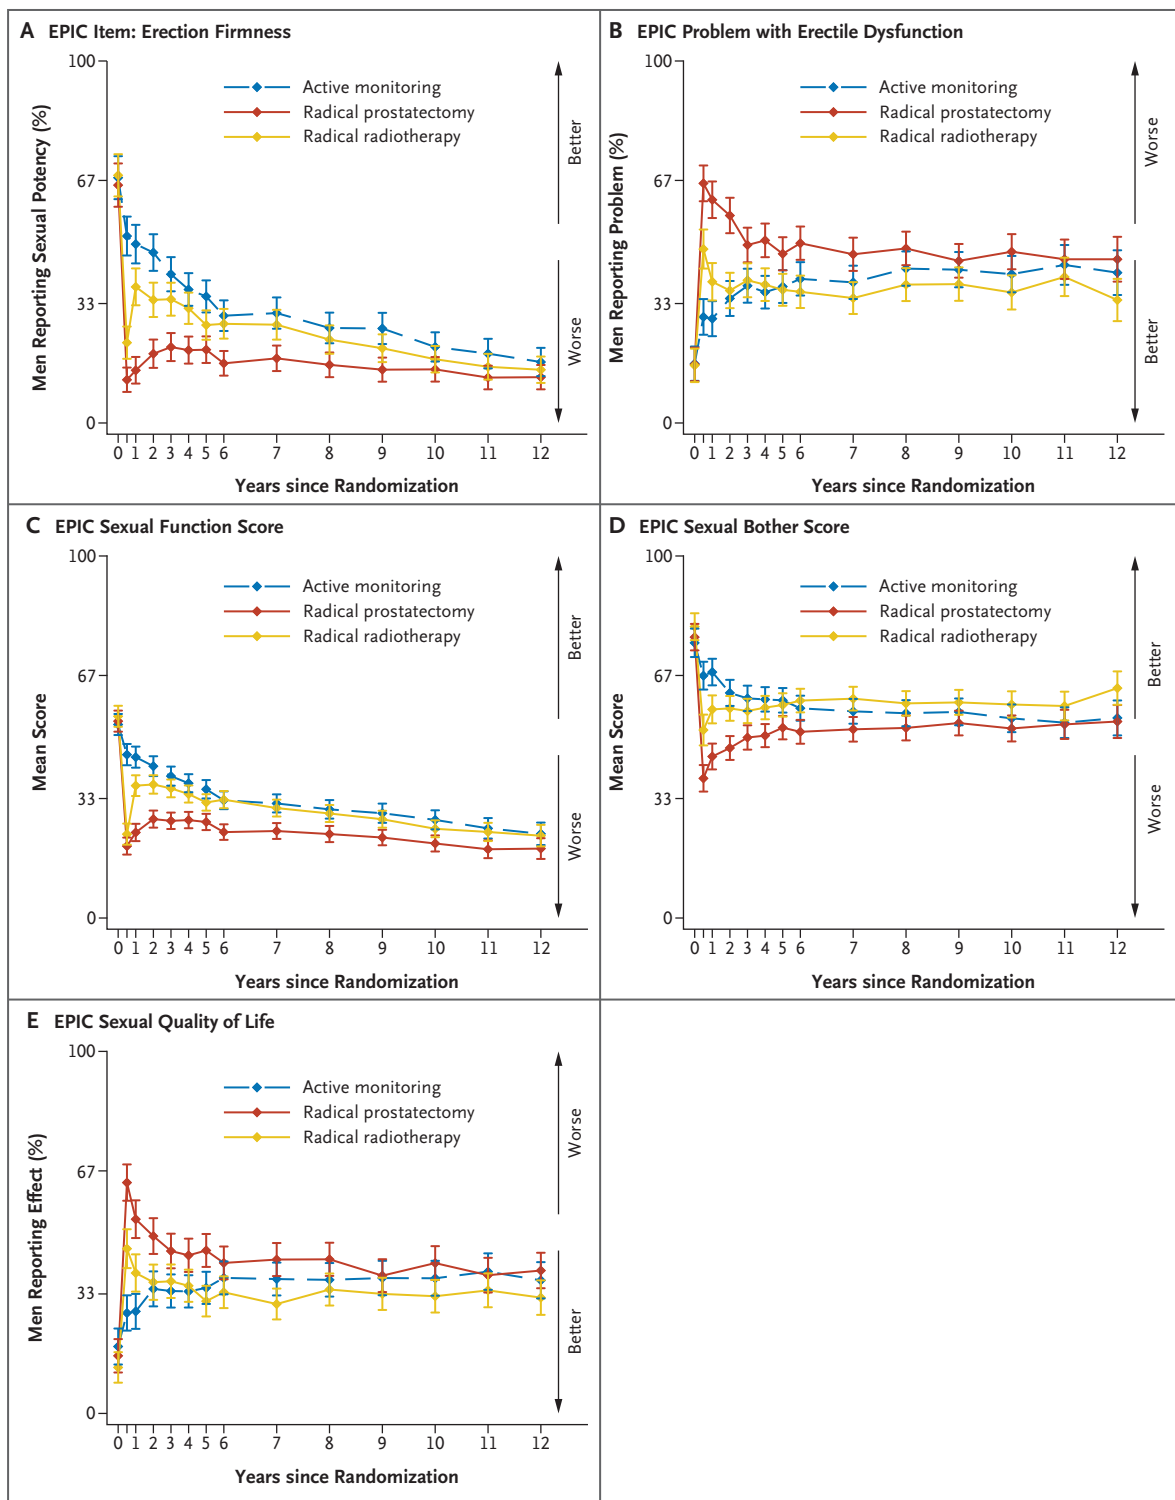 A EPIC Item: Erection Firmness
100
67
33
0
Men Reporting Sexual Potency (%)
Active monitoring
Radical prostatectomy
Radical radiotherapy
Better
Worse
0 1 2 3 4 5 6 7 8 9 10 11 12
Years since Randomization
B EPIC Problem with Erectile Dysfunction
100
67
33
0
Men Reporting Problem (%)
Active monitoring
Radical prostatectomy
Radical radiotherapy
Worse
Better
0 1 2 3 4 5 6 7 8 9 10 11 12
Years since Randomization
C EPIC Sexual Function Score
100
67
33
0
Mean Score
Active monitoring
Radical prostatectomy
Radical radiotherapy
Better
Worse
0 1 2 3 4 5 6 7 8 9 10 11 12
Years since Randomization
D EPIC Sexual Bother Score
100
67
33
0
Mean Score
Active monitoring
Radical prostatectomy
Radical radiotherapy
Better
Worse
0 1 2 3 4 5 6 7 8 9 10 11 12
Years since Randomization
E EPIC Sexual Quality of Life
100
67
33
0
Men Reporting Effect (%)
Active monitoring
Radical prostatectomy
Radical radiotherapy
Worse
Better
0 1 2 3 4 5 6 7 8 9 10 11 12
Years since Randomization